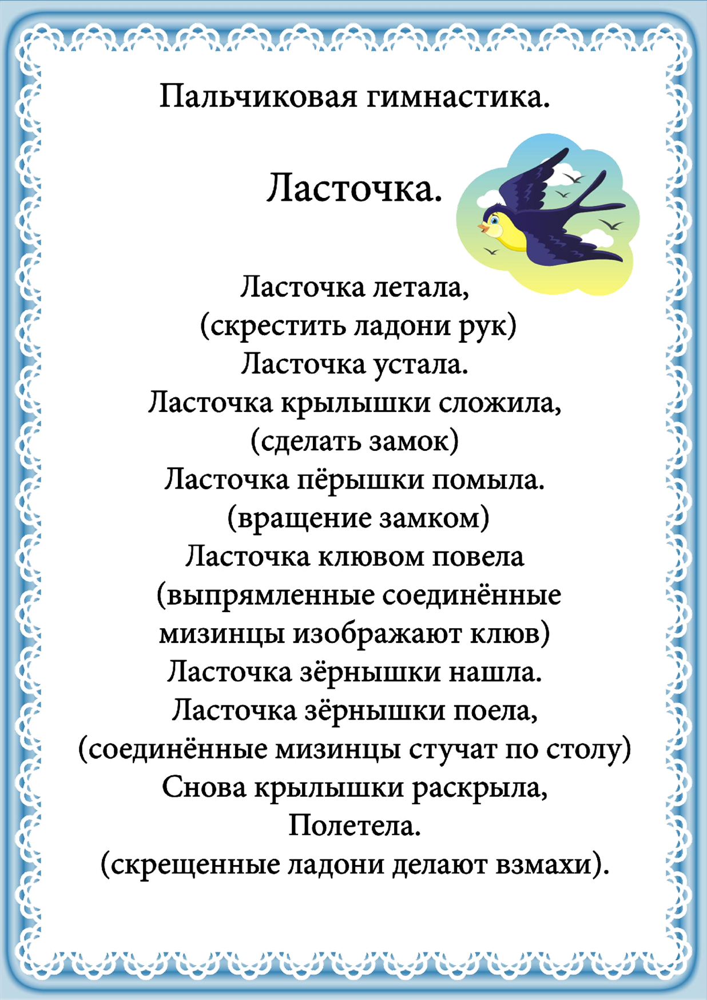 Пальчиковая гимнастика.
Ласточка.
Ласточка летала,
(скрестить ладони рук)
Ласточка устала.
Ласточка крылышки сложила,
(сделать замок)
Ласточка пёрышки помыла.
(вращение замком)
Ласточка клювом повела
(выпрямленные соединённые
мизинцы изображают клюв)
Ласточка зёрнышки нашла.
Ласточка зёрнышки поела,
(соединённые мизинцы стучат по столу)
Снова крылышки раскрыла,
Полетела.
(скрещенные ладони делают взмахи).